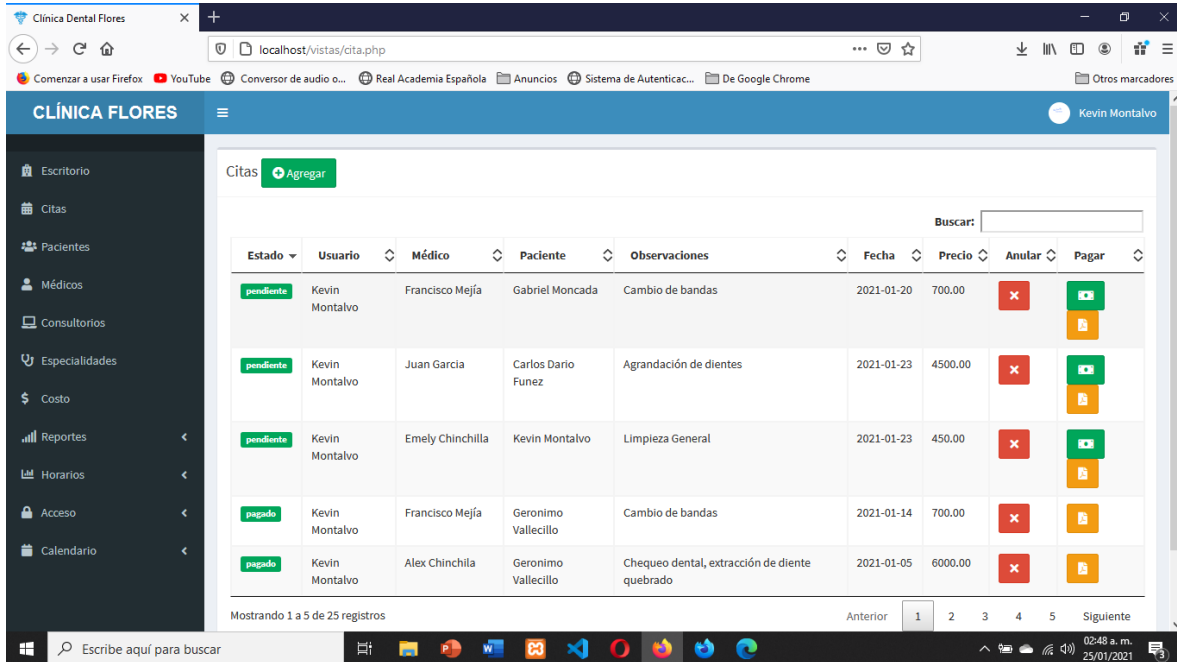 Clínica Dental Flores
localhost/vistas/cita.php
Comenzar a usar Firefox YouTube Conversor de audio o... Real Academia Española Anuncios Sistema de Autenticac... De Google Chrome Otros marcadores
CLÍNICA FLORES Kevin Montalvo
Escritorio
Citas
Pacientes
Médicos
Consultorios
Especialidades
$ Costo
Reportes
Horarios
Acceso
Calendario
Citas Agregar
Buscar:
Estado Usuario Médico Paciente Observaciones Fecha Precio Anular Pagar
pendiente Kevin Francisco Mejía Gabriel Moncada Cambio de bandas 2021-01-20 700.00
Montalvo
pendiente Kevin Juan Garcia Carlos Dario Agrandación de dientes 2021-01-23 4500.00
Montalvo Funez
pendiente Kevin Emely Chinchilla Kevin Montalvo Limpieza General 2021-01-23 450.00
Montalvo
pagado Kevin Francisco Mejía Geronimo Cambio de bandas 2021-01-14 700.00
Montalvo Vallecillo
pagado Kevin Alex Chinchila Geronimo Chequeo dental, extracción de diente 2021-01-05 6000.00
Montalvo Vallecillo quebrado
Mostrando 1 a 5 de 25 registros Anterior 1 2 3 4 5 Siguiente
Escribe aquí para buscar 02:48 a. m.
25/01/2021